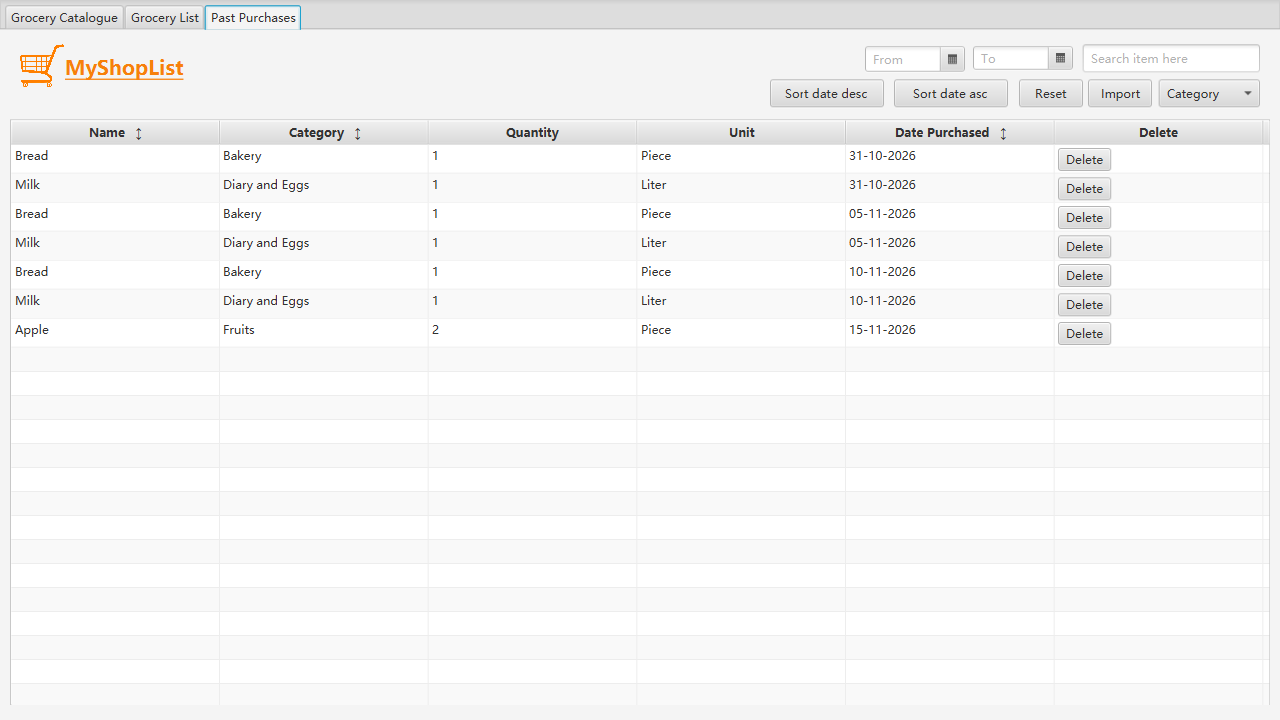 Grocery Catalogue Grocery List Past Purchases
MyShopList
From To Search item here
Sort date desc Sort date asc Reset Import Category
Name ↕ Category ↕ Quantity Unit Date Purchased ↕ Delete
Bread Bakery 1 Piece 31-10-2026 Delete
Milk Diary and Eggs 1 Liter 31-10-2026 Delete
Bread Bakery 1 Piece 05-11-2026 Delete
Milk Diary and Eggs 1 Liter 05-11-2026 Delete
Bread Bakery 1 Piece 10-11-2026 Delete
Milk Diary and Eggs 1 Liter 10-11-2026 Delete
Apple Fruits 2 Piece 15-11-2026 Delete